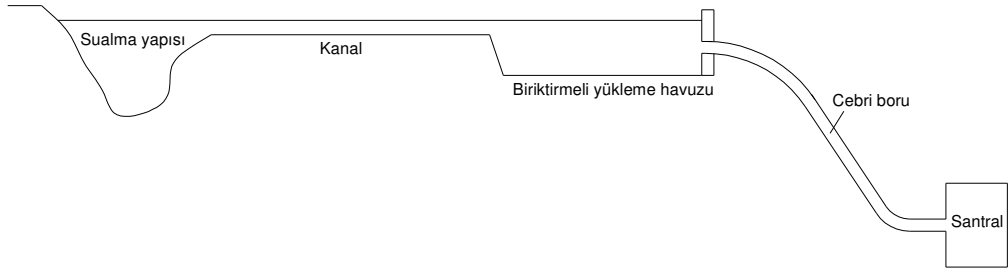 Sualma yapısı
Kanal
Biriktirmeli yükleme havuzu
Cebri boru
Santral